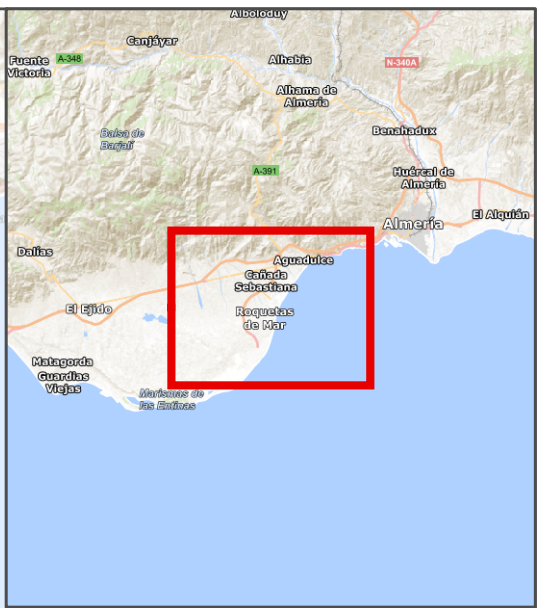 Alboloduy
Canjáyar
Fuente
Victoria
A-348
Alhabia
N-340A
Alhama de
Almería
Balsa de
Barjalí
Benahadux
A-391
Huércal de
Almería
El Alquián
Almería
Dalías
Aguadulce
Cañada
Sebastiana
El Ejido
Roquetas
de Mar
Matagorda
Guardias
Viejas
Marismas de
las Entinas